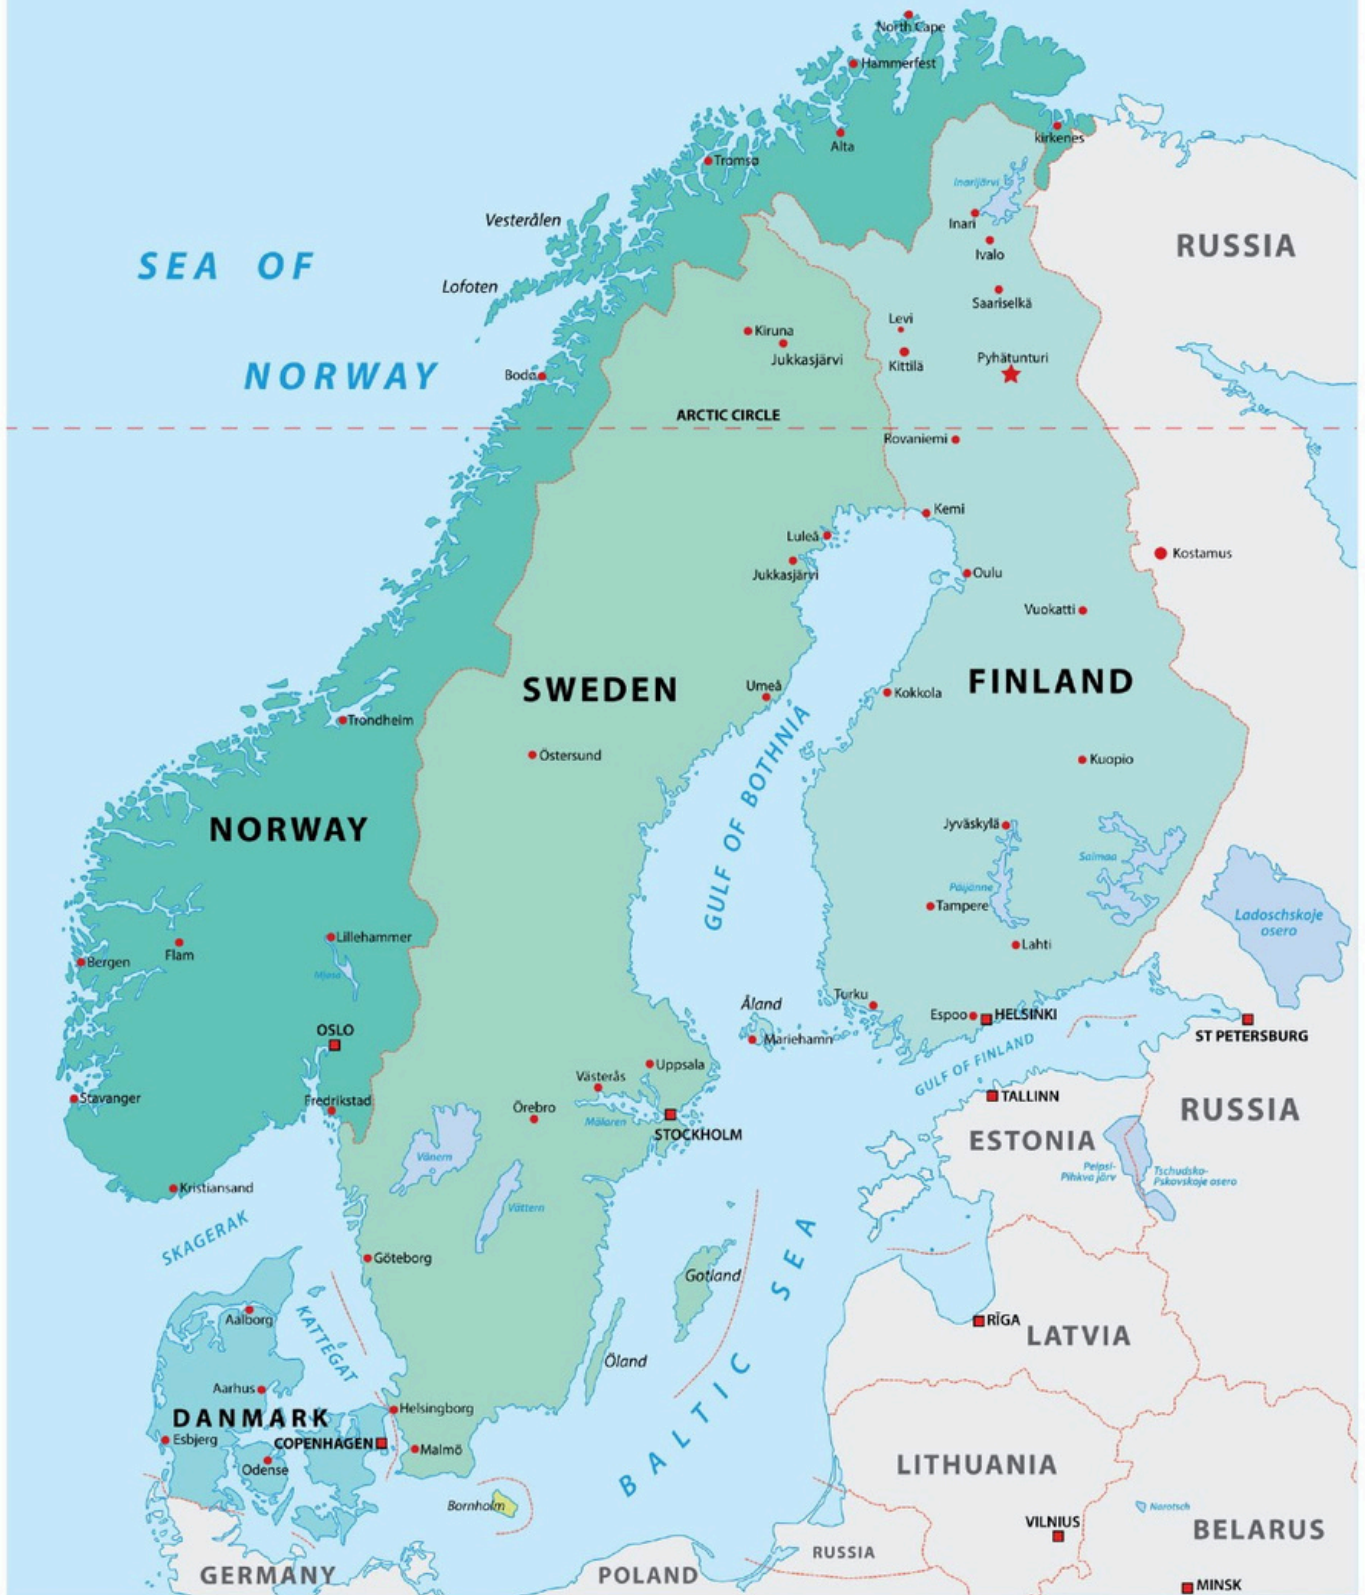 North Cape
Hammerfest
Alta
kirkenes
Tromsø
Inarijärvi
Inari
Ivalo
Vesterålen
Lofoten
SEA OF
NORWAY
RUSSIA
Saariselkä
Levi
Kittilä
Pyhätunturi
Kiruna
Jukkasjärvi
Bodø
ARCTIC CIRCLE
Rovaniemi
Kemi
Luleå
Jukkasjärvi
Kostamus
Oulu
Vuokatti
SWEDEN
FINLAND
Umeå
Kokkola
Trondheim
Östersund
Kuopio
GULF OF BOTHNIA
NORWAY
Jyväskylä
Saimaa
Päijänne
Tampere
Lahti
Ladoschskoje
osero
Lillehammer
Flam
Bergen
Mjøsa
OSLO
Åland
Mariehamn
Turku
Espoo
HELSINKI
ST PETERSBURG
GULF OF FINLAND
Stavanger
Fredrikstad
Uppsala
Västerås
Örebro
Mälaren
STOCKHOLM
TALLINN
ESTONIA
RUSSIA
Peipsi-
Pihkva järv
Tschudsko-
Pskovskoje osero
Vänern
Vättern
Kristiansand
SKAGERAK
Göteborg
Gotland
BALTIC SEA
KATTEGAT
Aalborg
Öland
RĪGA
LATVIA
Aarhus
DANMARK
Helsingborg
Esbjerg
COPENHAGEN
Malmö
Odense
Bornholm
LITHUANIA
VILNIUS
Narotsch
BELARUS
GERMANY
POLAND
RUSSIA
MINSK